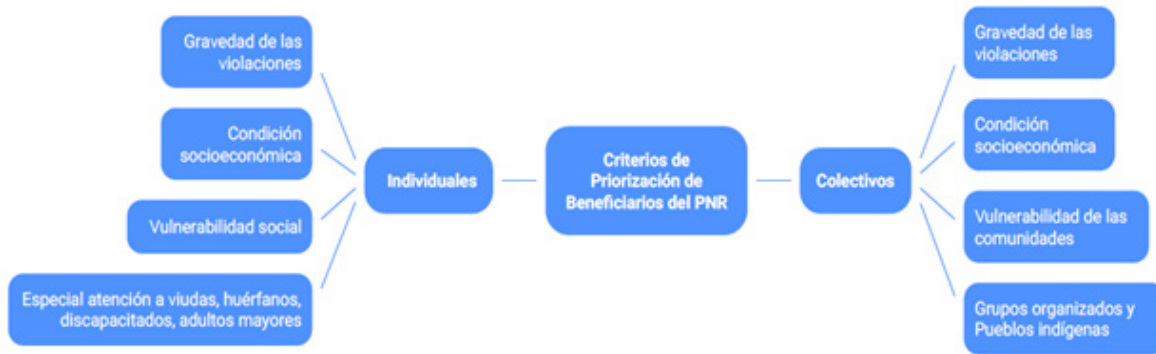 Gravedad de las
violaciones
Condición
socioeconómica
Vulnerabilidad social
Especial atención a viudas, huérfanos,
discapacitados, adultos mayores
Individuales
Criterios de
Priorización de
Beneficiarios del PNR
Colectivos
Gravedad de las
violaciones
Condición
socioeconómica
Vulnerabilidad de las
comunidades
Grupos organizados y
Pueblos indígenas